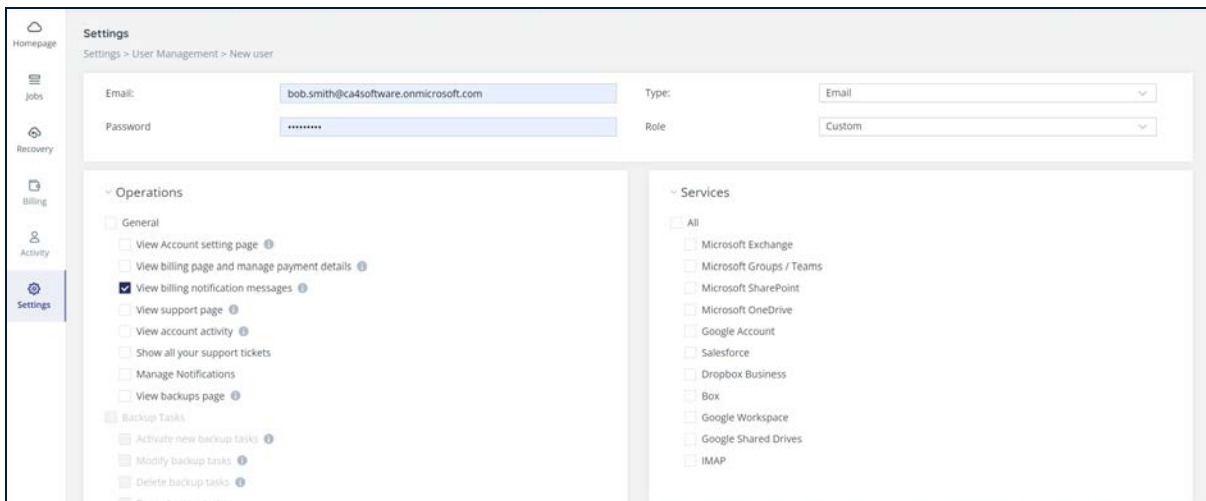 Homepage
Jobs
Recovery
Billing
Activity
Settings
Settings
Settings > User Management > New user
Email:
bob.smith@ca4software.onmicrosoft.com
Type:
Email
Password
•••••••••
Role
Custom
Operations
General
View Account setting page
View billing page and manage payment details
View billing notification messages
View support page
View account activity
Show all your support tickets
Manage Notifications
View backups page
Backup Tasks
Activate new backup tasks
Modify backup tasks
Delete backup tasks
Services
All
Microsoft Exchange
Microsoft Groups / Teams
Microsoft SharePoint
Microsoft OneDrive
Google Account
Salesforce
Dropbox Business
Box
Google Workspace
Google Shared Drives
IMAP